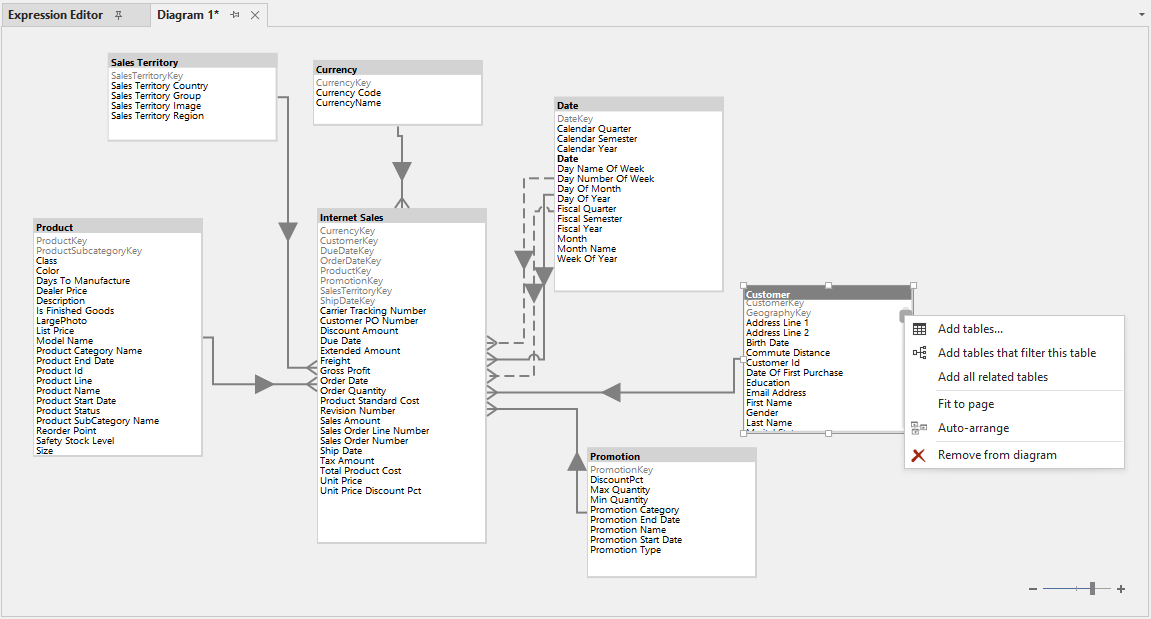 Expression Editor
Diagram 1*
Sales Territory
SalesTerritoryKey
Sales Territory Country
Sales Territory Group
Sales Territory Image
Sales Territory Region
Currency
CurrencyKey
Currency Code
CurrencyName
Date
DateKey
Calendar Quarter
Calendar Semester
Calendar Year
Date
Day Name Of Week
Day Number Of Week
Day Of Month
Day Of Year
Fiscal Quarter
Fiscal Semester
Fiscal Year
Month
Month Name
Week Of Year
Product
ProductKey
ProductSubcategoryKey
Class
Color
Days To Manufacture
Dealer Price
Description
Is Finished Goods
LargePhoto
List Price
Model Name
Product Category Name
Product End Date
Product Id
Product Line
Product Name
Product Start Date
Product Status
Product SubCategory Name
Reorder Point
Safety Stock Level
Size
Internet Sales
CurrencyKey
CustomerKey
DueDateKey
OrderDateKey
ProductKey
PromotionKey
SalesTerritoryKey
ShipDateKey
Carrier Tracking Number
Customer PO Number
Discount Amount
Due Date
Extended Amount
Freight
Gross Profit
Order Date
Order Quantity
Product Standard Cost
Revision Number
Sales Amount
Sales Order Line Number
Sales Order Number
Ship Date
Tax Amount
Total Product Cost
Unit Price
Unit Price Discount Pct
Customer
CustomerKey
GeographyKey
Address Line 1
Address Line 2
Birth Date
Commute Distance
Customer Id
Date Of First Purchase
Education
Email Address
First Name
Gender
Last Name
Add tables...
Add tables that filter this table
Add all related tables
Fit to page
Auto-arrange
Remove from diagram
Promotion
PromotionKey
DiscountPct
Max Quantity
Min Quantity
Promotion Category
Promotion End Date
Promotion Name
Promotion Start Date
Promotion Type